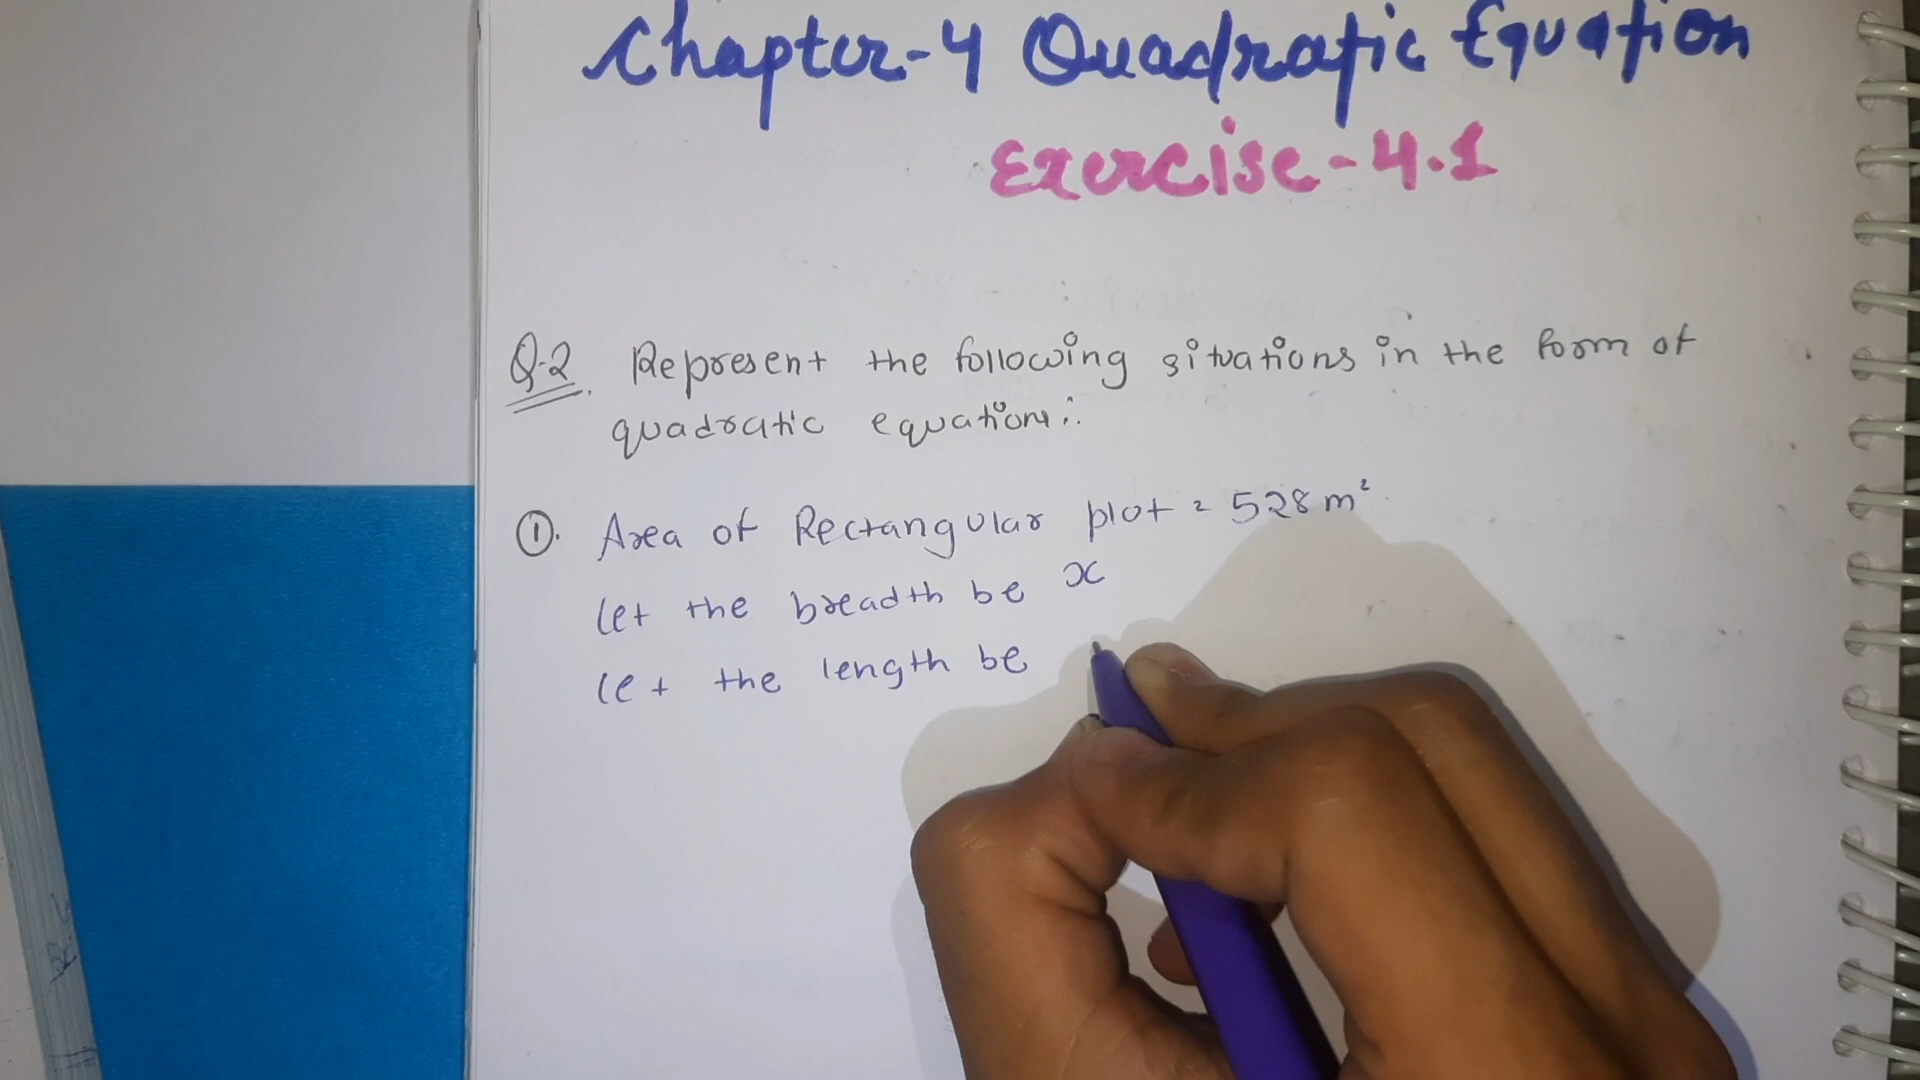 Chapter-4 Quadratic Equation
Exercise-4.1
Q-2. Represent the following situations in the form of
quadratic equation:.
①. Area of Rectangular plot = 528 m²
let the breadth be x
let the length be